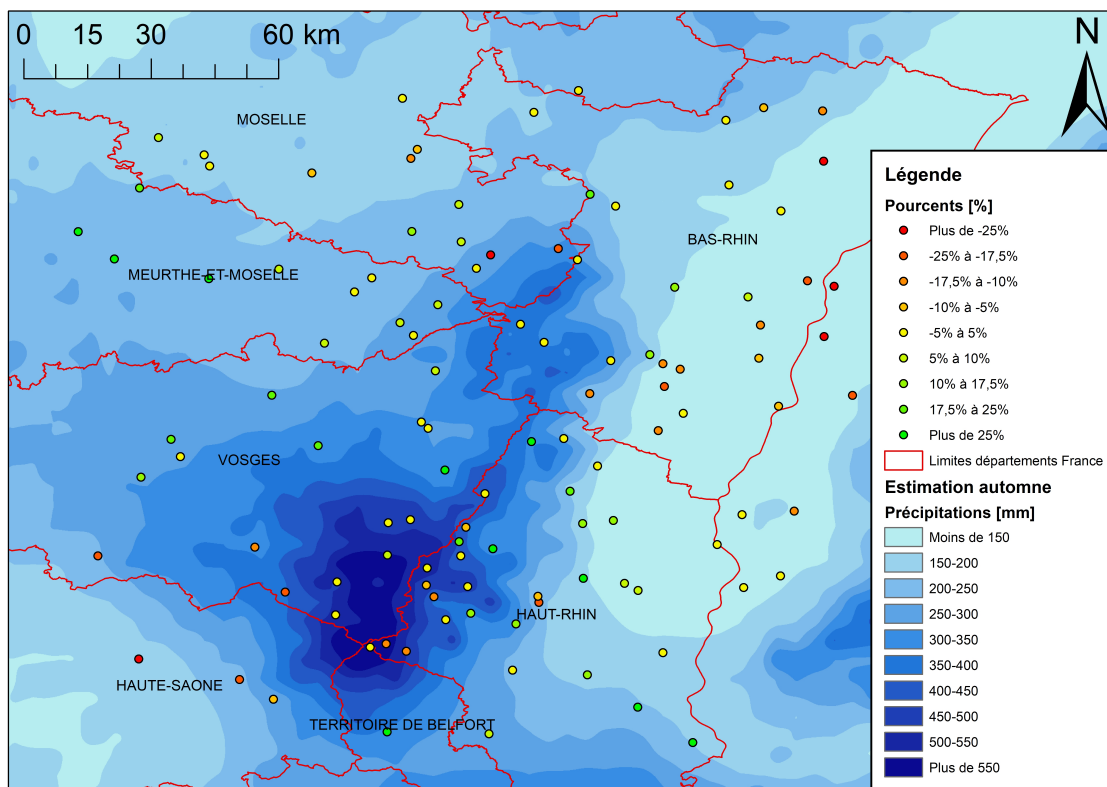 0 15 30 60 km
N
MOSELLE
MEURTHE-ET-MOSELLE
BAS-RHIN
VOSGES
HAUT-RHIN
HAUTE-SAONE
TERRITOIRE DE BELFORT
Légende
Pourcents [%]
Plus de -25%
-25% à -17,5%
-17,5% à -10%
-10% à -5%
-5% à 5%
5% à 10%
10% à 17,5%
17,5% à 25%
Plus de 25%
Limites départements France
Estimation automne
Précipitations [mm]
Moins de 150
150-200
200-250
250-300
300-350
350-400
400-450
450-500
500-550
Plus de 550